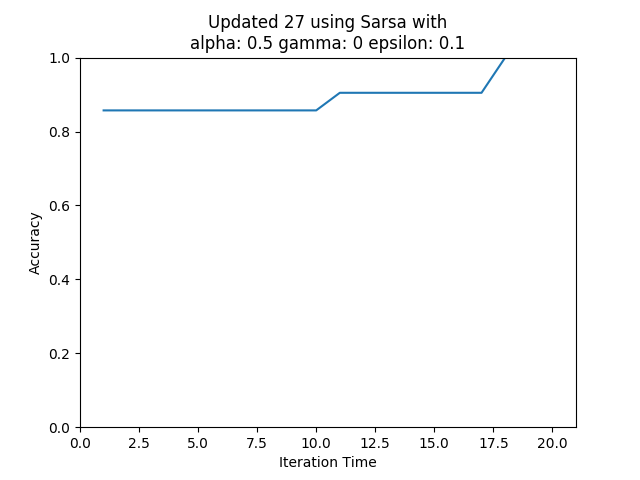 Updated 27 using Sarsa with
alpha: 0.5 gamma: 0 epsilon: 0.1
1.0
0.8
0.6
0.4
0.2
0.0
Accuracy
0.0 2.5 5.0 7.5 10.0 12.5 15.0 17.5 20.0
Iteration Time